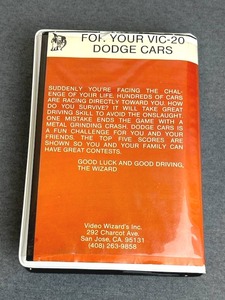 FOR YOUR VIC-20
DODGE CARS
SUDDENLY YOU'RE FACING THE CHAL-
ENGE OF YOUR LIFE. HUNDREDS OF CARS
ARE RACING DIRECTLY TOWARD YOU. HOW
DO YOU SURVIVE? IT WILL TAKE GREAT
DRIVING SKILL TO AVOID THE ONSLAUGHT.
ONE MISTAKE ENDS THE GAME WITH A
METAL GRINDING CRASH. DODGE CARS IS
A FUN CHALLENGE FOR YOU AND YOUR
FRIENDS. THE TOP FIVE SCORES ARE
SHOWN SO YOU AND YOUR FAMILY CAN
HAVE GREAT CONTESTS.
GOOD LUCK AND GOOD DRIVING,
THE WIZARD
Video Wizard's Inc.
292 Charcot Ave.
San Jose, CA. 95131
(408) 263-9858